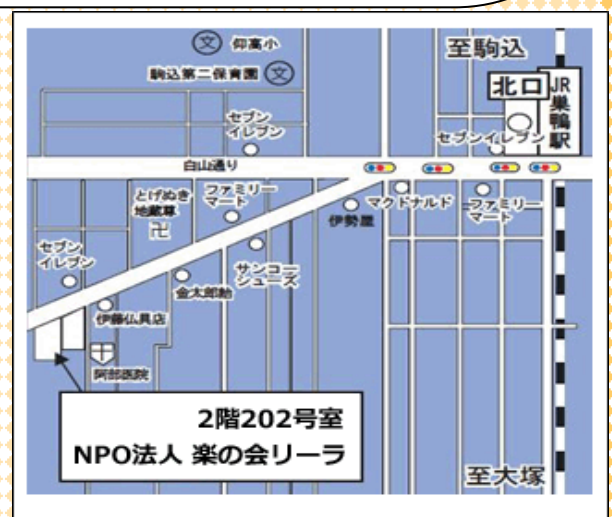 仰高小
文
駒込第二保育園
文
至駒込
北口
JR
巣鴨駅
セブン
イレブン
セブンイレブン
白山通り
とげぬき
地蔵尊
卍
ファミリー
マート
伊勢屋
マクドナルド
ファミリー
マート
セブン
イレブン
サンコー
シューズ
金太郎飴
伊藤仏具店
阿部医院
2階202号室
NPO法人 楽の会リーラ
至大塚